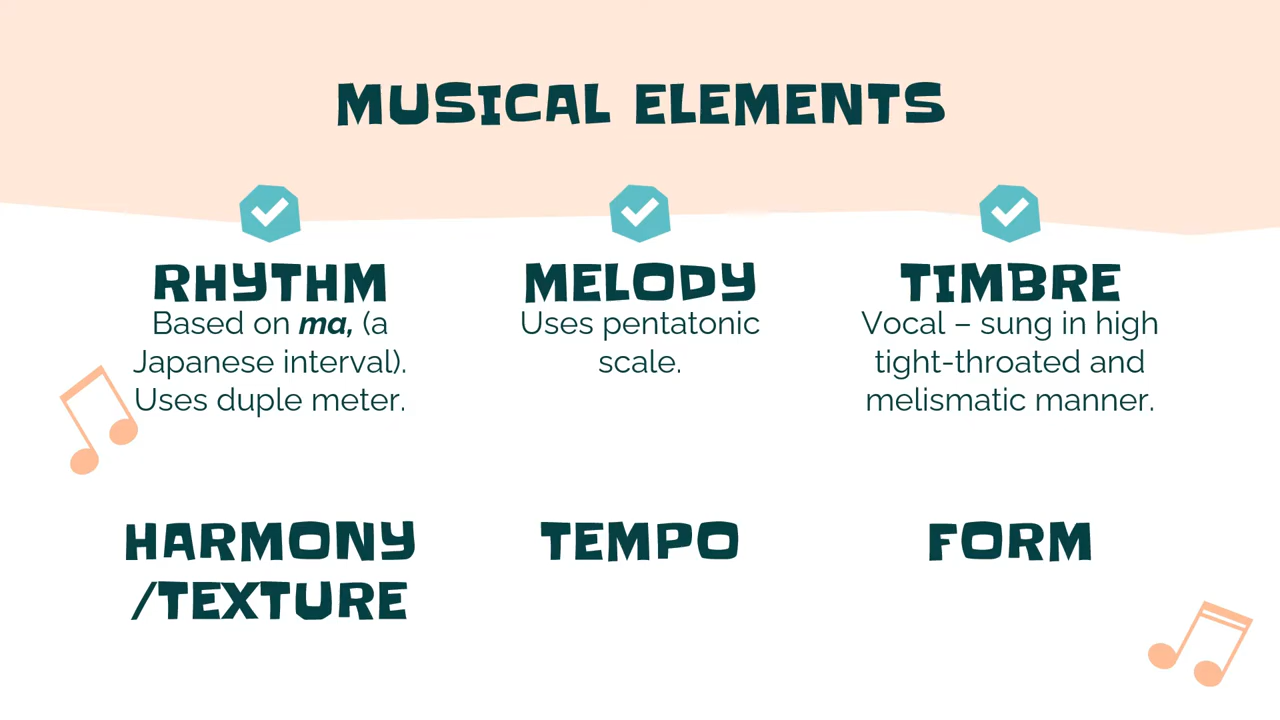 MUSICAL ELEMENTS
RHYTHM
Based on ma, (a
Japanese interval).
Uses duple meter.
MELODY
Uses pentatonic
scale.
TIMBRE
Vocal – sung in high
tight-throated and
melismatic manner.
HARMONY
/TEXTURE
TEMPO
FORM